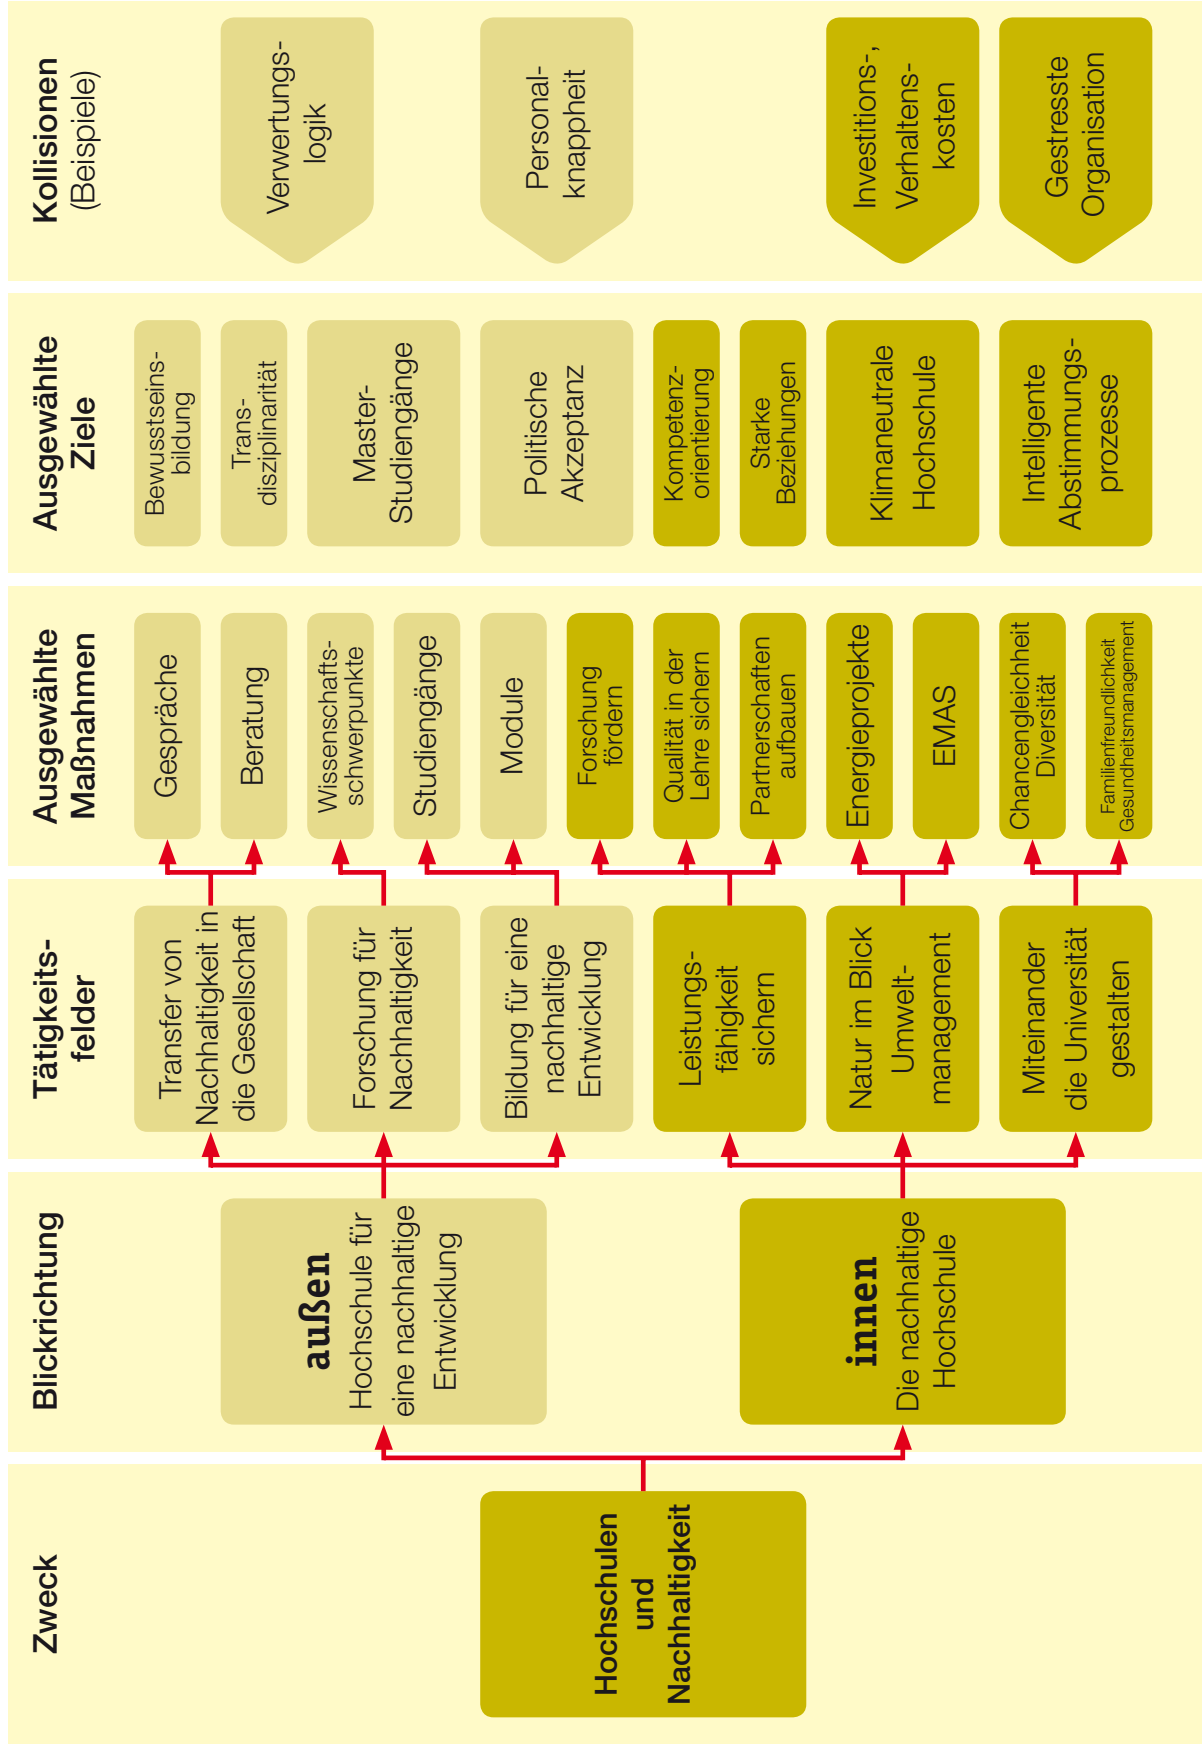 Zweck
Hochschulen
und
Nachhaltigkeit
Blickrichtung
außen
Hochschule für
eine nachhaltige
Entwicklung
innen
Die nachhaltige
Hochschule
Tätigkeits-
felder
Transfer von
Nachhaltigkeit in
die Gesellschaft
Forschung für
Nachhaltigkeit
Bildung für eine
nachhaltige
Entwicklung
Leistungs-
fähigkeit
sichern
Natur im Blick
Umwelt-
management
Miteinander
die Universität
gestalten
Ausgewählte
Maßnahmen
Gespräche
Beratung
Wissenschafts-
schwerpunkte
Studiengänge
Module
Forschung
fördern
Qualität in der
Lehre sichern
Partnerschaften
aufbauen
Energieprojekte
EMAS
Chancengleichheit
Diversität
Familienfreundlichkeit
Gesundheitsmanagement
Ausgewählte
Ziele
Bewusstseins-
bildung
Trans-
disziplinarität
Master-
Studiengänge
Politische
Akzeptanz
Kompetenz-
orientierung
Starke
Beziehungen
Klimaneutrale
Hochschule
Intelligente
Abstimmungs-
prozesse
Kollisionen
(Beispiele)
Verwertungs-
logik
Personal-
knappheit
Investitions-,
Verhaltens-
kosten
Gestresste
Organisation